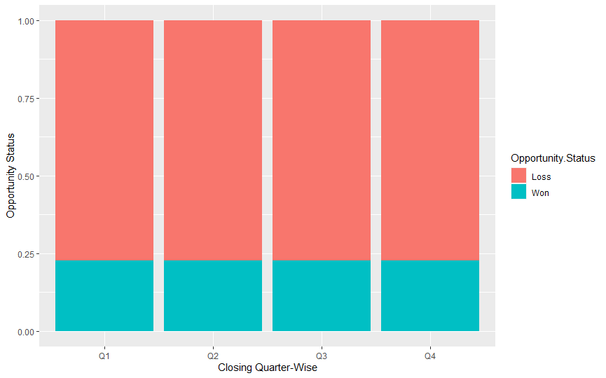 1.00
0.75
0.50
0.25
0.00
Opportunity Status
Q1 Q2 Q3 Q4
Closing Quarter-Wise
Opportunity.Status
Loss
Won